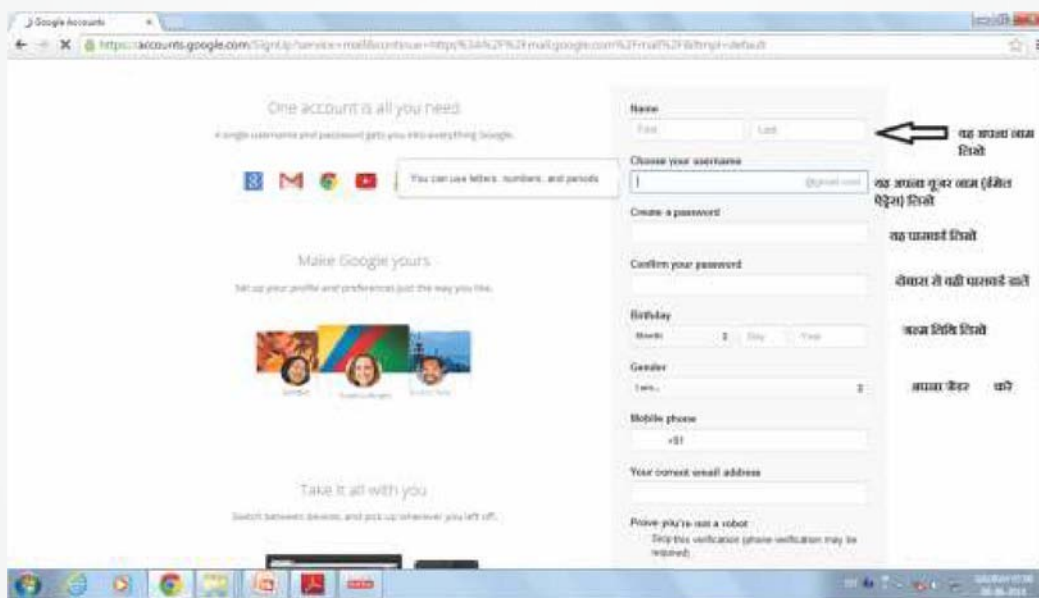 Google Accounts
https://accounts.google.com/SignUp?service=mail&continue=https%3A%2F%2Fmail.google.com%2Fmail%2F&ltmpl=default
One account is all you need
A single username and password gets you into everything Google.
You can use letters, numbers, and periods
Make Google yours
Set up your profile and preferences just the way you like.
Take it all with you
Switch between devices, and pick up wherever you left off.
Name
First Last
यह अपना नाम
लिखे
Choose your username
@gmail.com
यह अपना यूजर नाम (ईमेल
ऐड्रेस) लिखे
Create a password
यह पासवर्ड लिखे
Confirm your password
दोबारा से वही पासवर्ड डालें
Birthday
Month Day Year
जन्म तिथि लिखे
Gender
I am...
अपना जेंडर करे
Mobile phone
+91
Your current email address
Prove you're not a robot
Skip this verification (phone verification may be
required)